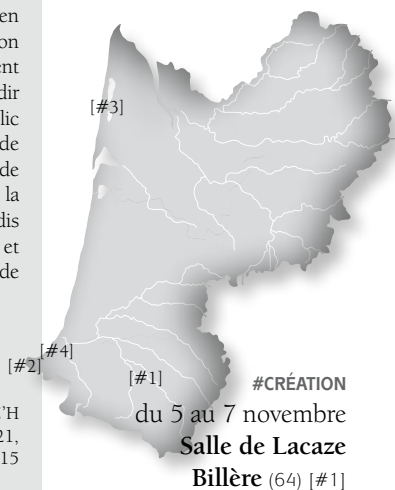 en
on
ent
dir
lic
de
de
la
dis
et
de
C'H
21,
15
[#3]
[#4]
[#2]
[#1]
#CRÉATION
du 5 au 7 novembre
Salle de Lacaze
Billère (64) [#1]